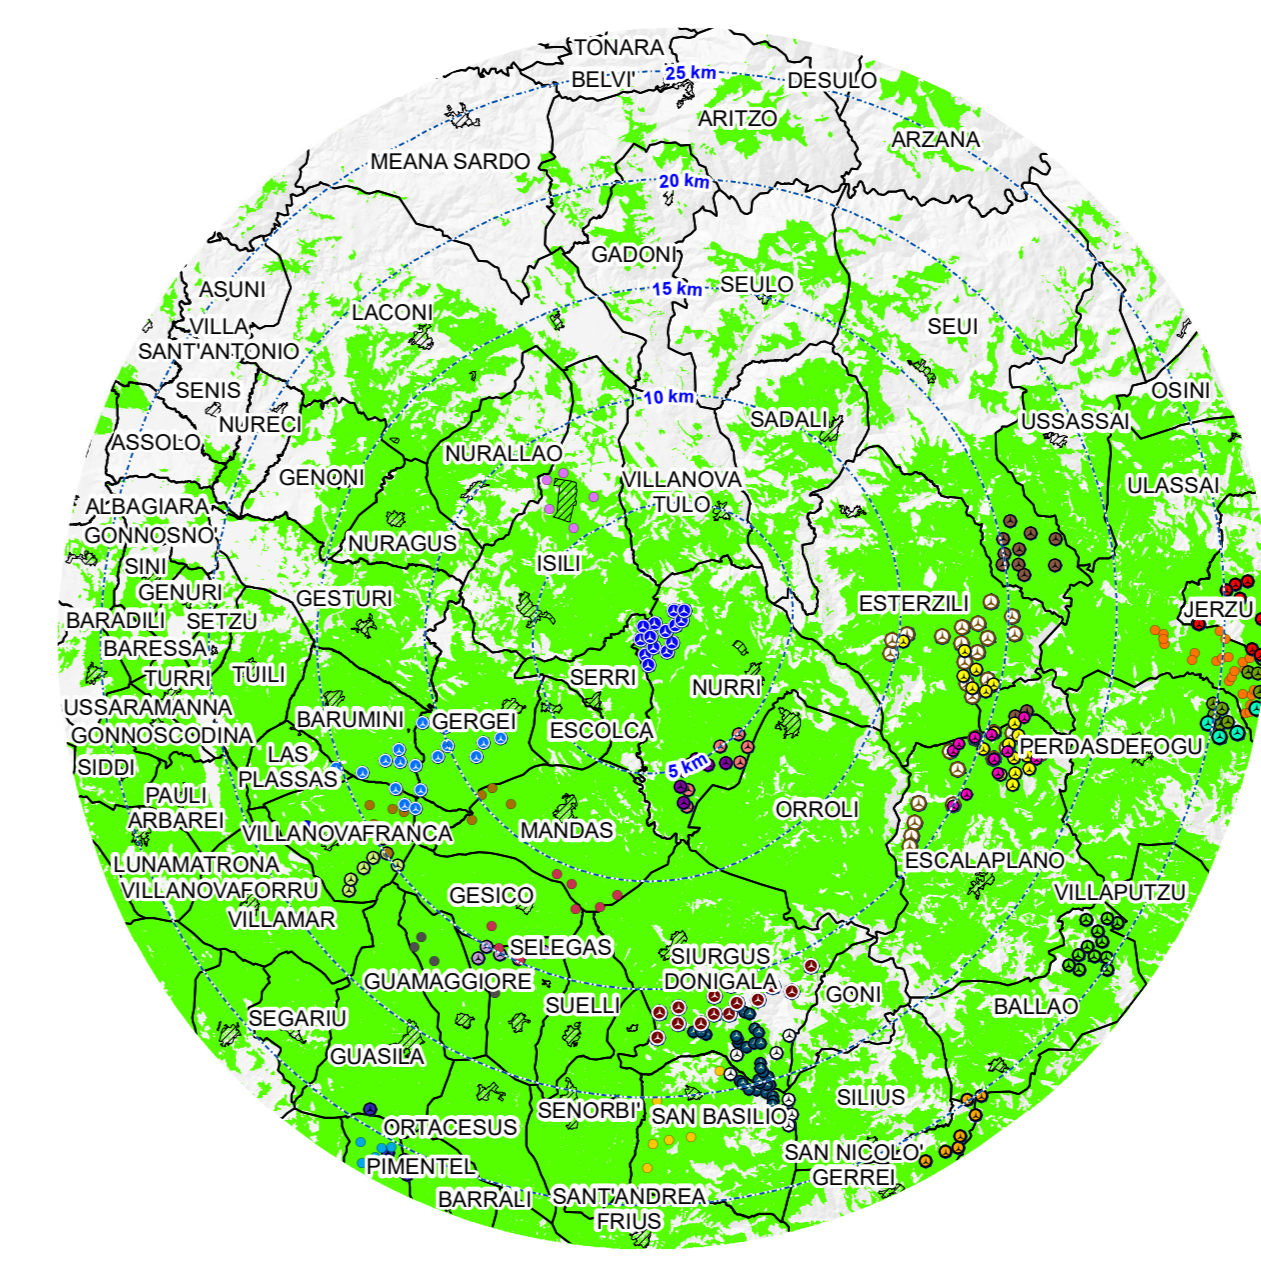 TONARA
BELVI'
25 km
DESULO
ARITZO
ARZANA
MEANA SARDO
20 km
GADONI
SEULO
ASUNI
15 km
LACONI
VILLA
SANT'ANTONIO
SEUI
SENIS
OSINI
10 km
NURECI
SADALI
USSASSAI
ASSOLO
NURALLAO
GENONI
VILLANOVA
TULO
ULASSAI
ALBAGIARA
GONNOSNO'
NURAGUS
ISILI
SINI
GENURI
GESTURI
ESTERZILI
JERZU
BARADILI
SETZU
BARESSA
TURRI
TUILI
SERRI
NURRI
USSARAMANNA
BARUMINI
GERGEI
ESCOLCA
GONNOSCODINA
PERDASDEFOGU
SIDDI
LAS
PLASSAS
5 km
PAULI
ARBAREI
ORROLI
VILLANOVAFRANCA
MANDAS
LUNAMATRONA
ESCALAPLANO
VILLANOVAFORRU
GESICO
VILLAPUTZU
VILLAMAR
SELEGAS
SIURGUS
DONIGALA
GUAMAGGIORE
GONI
SUELLI
BALLAO
SEGARIU
GUASILA
SILIUS
SENORBI'
SAN BASILIO
ORTACESUS
SAN NICOLO'
GERREI
PIMENTEL
BARRALI
SANT'ANDREA
FRIUS